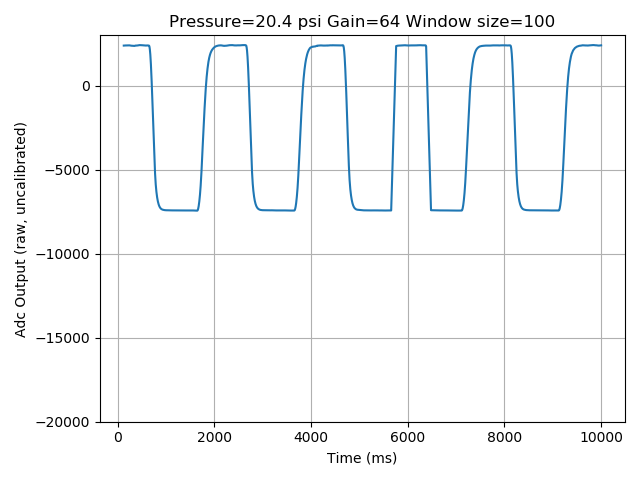 Pressure=20.4 psi Gain=64 Window size=100
Adc Output (raw, uncalibrated)
0
−5000
−10000
−15000
−20000
0 2000 4000 6000 8000 10000
Time (ms)